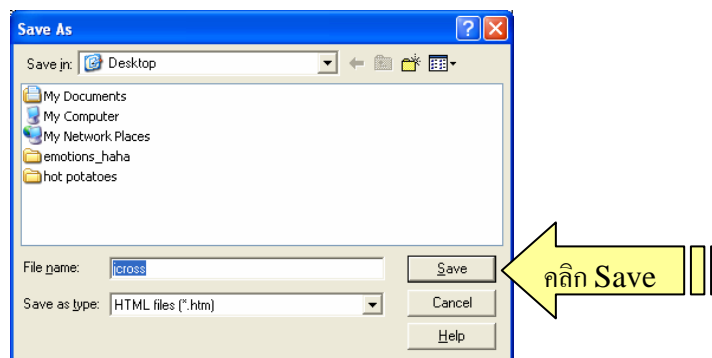 Save As
Save in: Desktop
My Documents
My Computer
My Network Places
emotions_haha
hot potatoes
File name: jcross Save
Save as type: HTML files (*.htm) Cancel
Help
คลิก Save